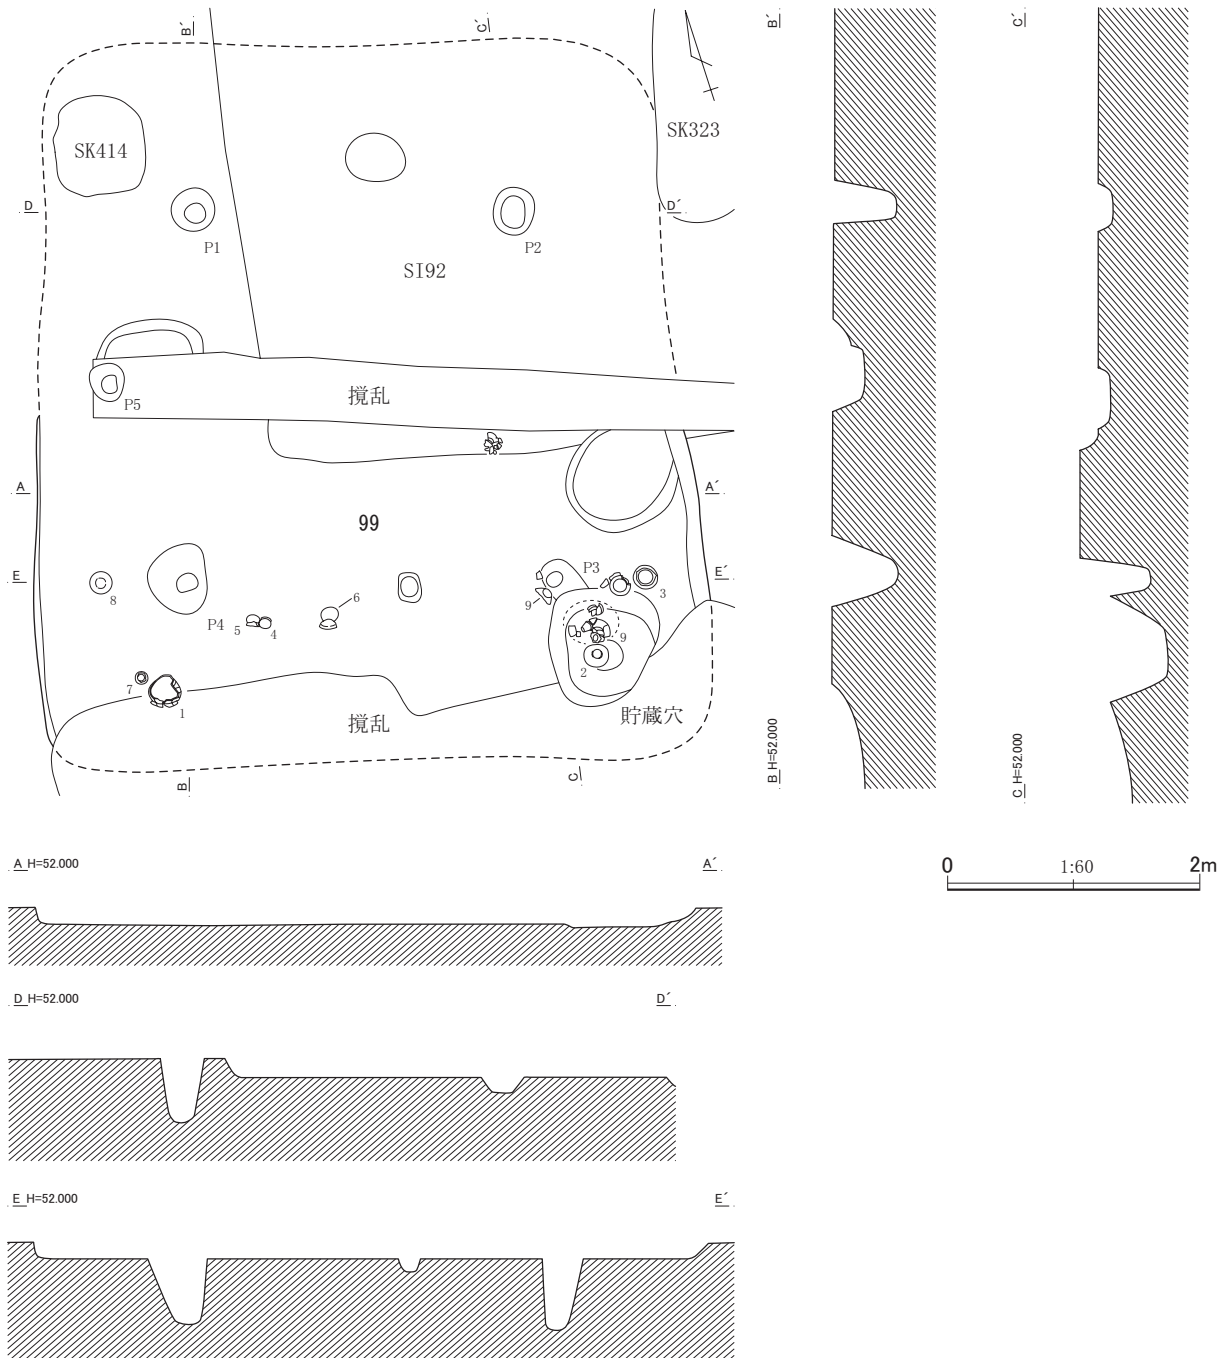 B´
C´
B´
C´
SK414
SK323
D
D´
P1
P2
SI92
P5
撹乱
A
A´
99
E
E´
8
P3
3
9
6
P4
5
4
9
2
7
1
撹乱
貯蔵穴
B
C
B H=52.000
C H=52.000
A H=52.000
A´
0
1:60
2m
D H=52.000
D´
E H=52.000
E´